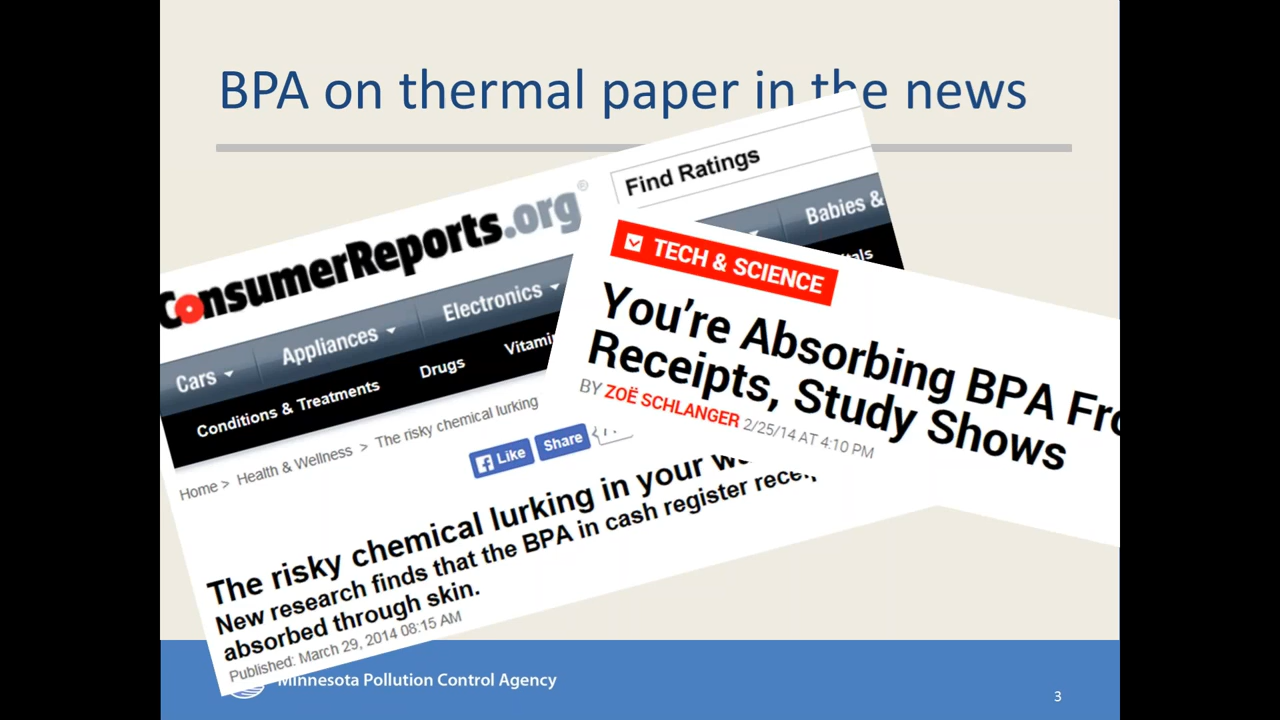 BPA on thermal paper in the news
ConsumerReports.org®
Find Ratings
Cars
Appliances
Electronics
Babies &
Conditions & Treatments
Drugs
Home > Health & Wellness > The risky chemical lurking
Like
Share
The risky chemical lurking in your
New research finds that the BPA in cash register
absorbed through skin.
Published: March 29, 2014 08:15 AM
TECH & SCIENCE
You're Absorbing BPA
Receipts, Study Shows
BY ZOË SCHLANGER 2/25/14 AT 4:10 PM
Minnesota Pollution Control Agency
3